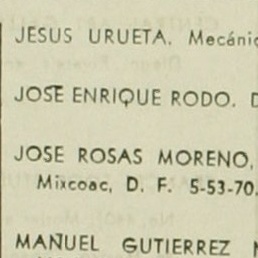 JESUS URUETA. Mecánic
JOSE ENRIQUE RODO. D
JOSE ROSAS MORENO,
Mixcoac, D. F. 5-53-70.
MANUEL GUTIERREZ N